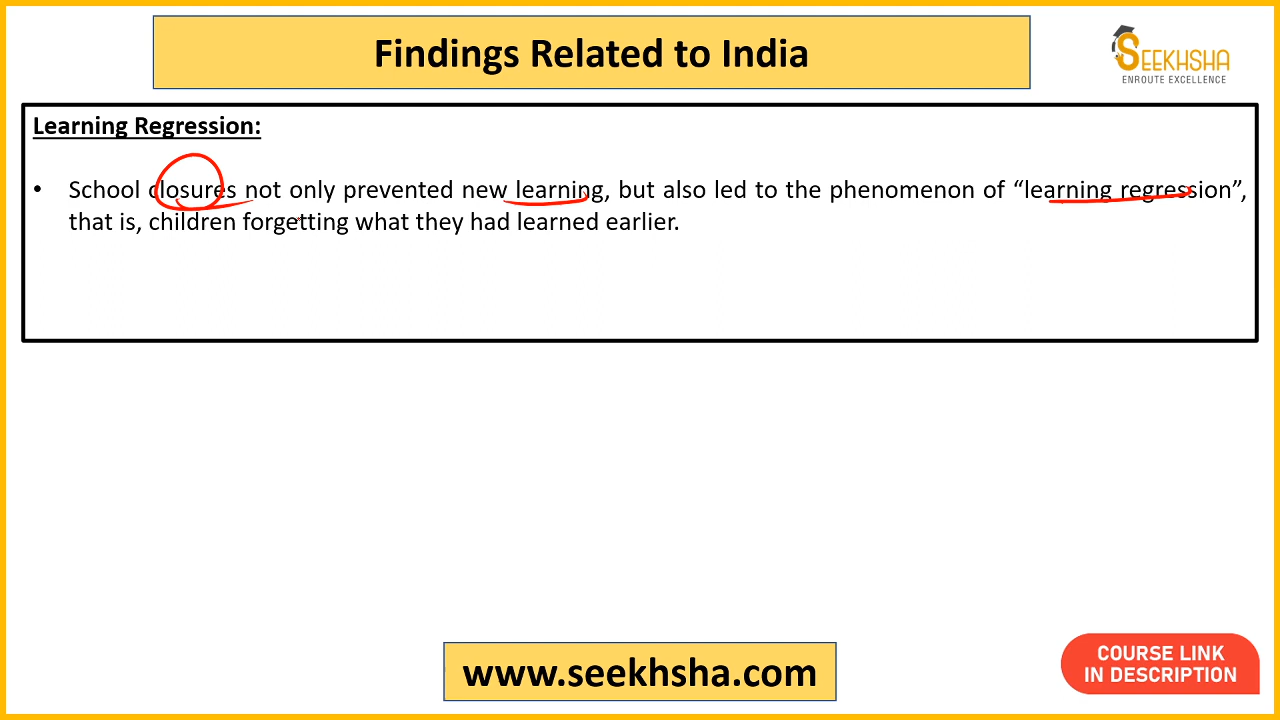 Findings Related to India
SEEKHSHA
ENROUTE EXCELLENCE
Learning Regression:
• School closures not only prevented new learning, but also led to the phenomenon of “learning regression”,
that is, children forgetting what they had learned earlier.
www.seekhsha.com
COURSE LINK
IN DESCRIPTION